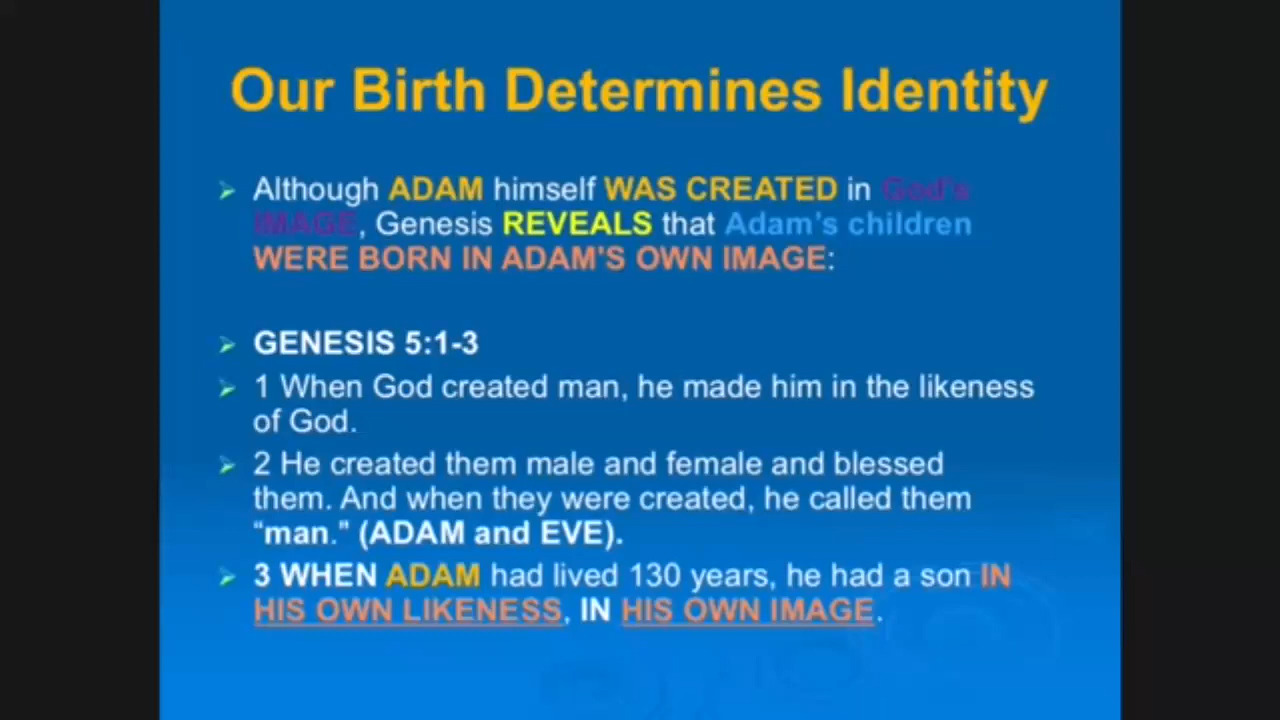 Our Birth Determines Identity
Although ADAM himself WAS CREATED in God's
IMAGE, Genesis REVEALS that Adam's children
WERE BORN IN ADAM'S OWN IMAGE:
GENESIS 5:1-3
1 When God created man, he made him in the likeness
of God.
2 He created them male and female and blessed
them. And when they were created, he called them
“man.” (ADAM and EVE).
3 WHEN ADAM had lived 130 years, he had a son IN
HIS OWN LIKENESS, IN HIS OWN IMAGE.